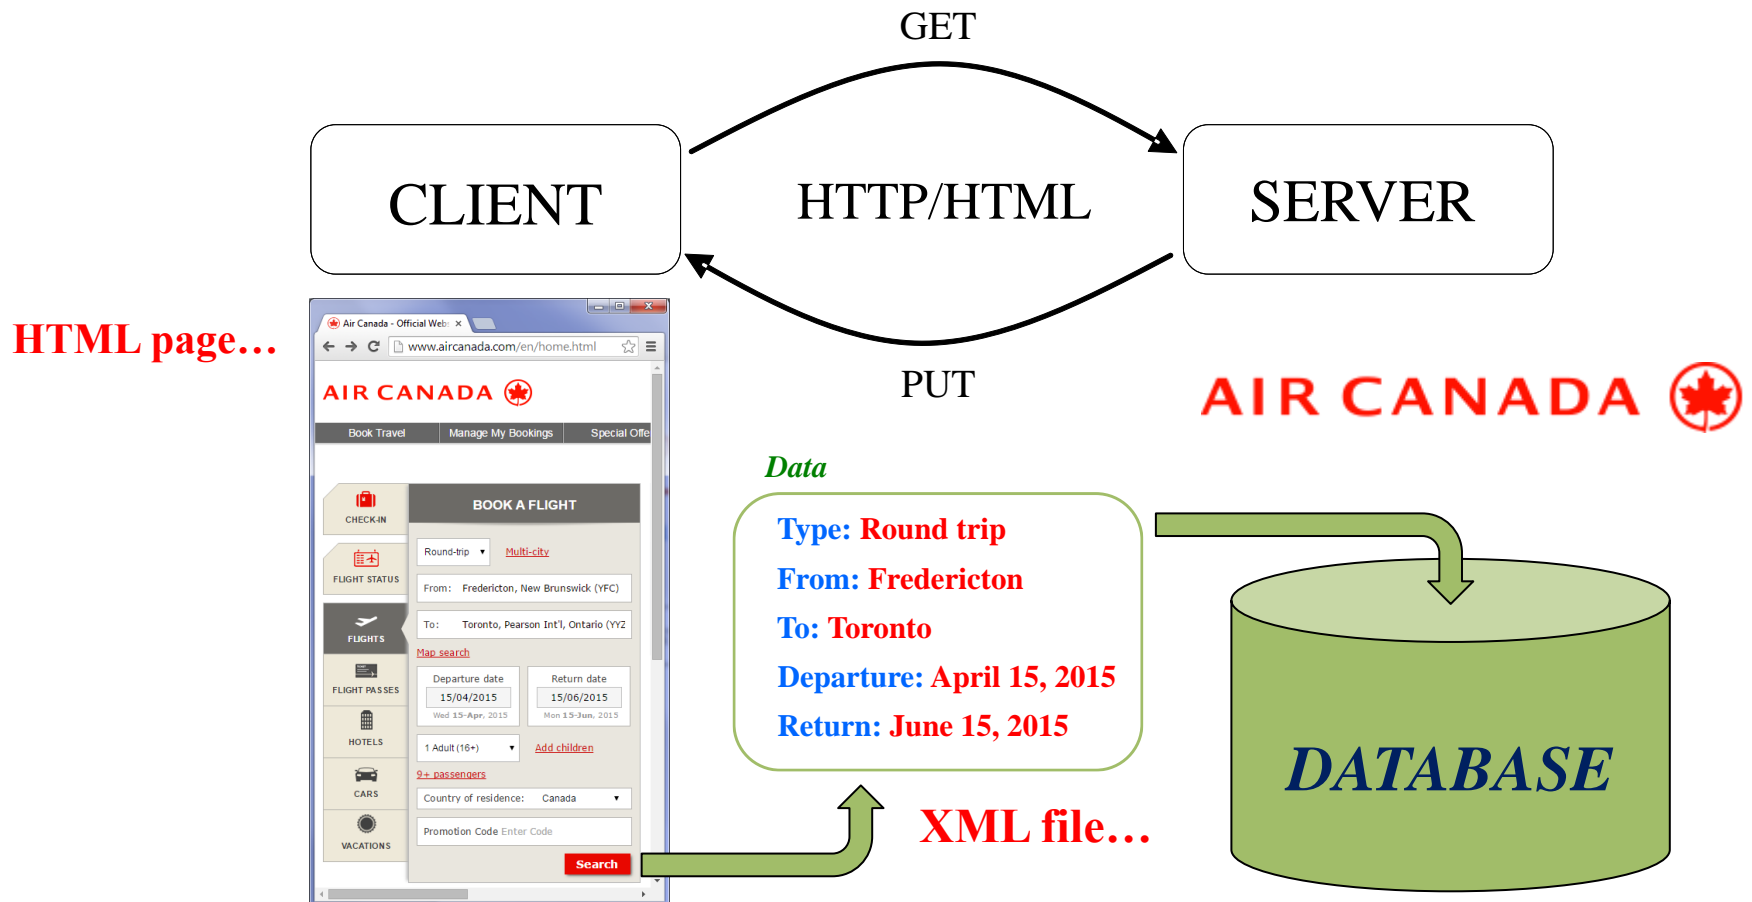 GET
CLIENT
HTTP/HTML
SERVER
PUT
HTML page…
Air Canada - Official Webs
www.aircanada.com/en/home.html
AIR CANADA
Book Travel
Manage My Bookings
Special Offe
CHECK-IN
FLIGHT STATUS
FLIGHTS
FLIGHT PASSES
HOTELS
CARS
VACATIONS
BOOK A FLIGHT
Round-trip
Multi-city
From: Fredericton, New Brunswick (YFC)
To: Toronto, Pearson Int'l, Ontario (YYZ
Map search
Departure date
15/04/2015
Wed 15-Apr, 2015
Return date
15/06/2015
Mon 15-Jun, 2015
1 Adult (16+)
Add children
9+ passengers
Country of residence: Canada
Promotion Code Enter Code
Search
AIR CANADA
Data
Type: Round trip
From: Fredericton
To: Toronto
Departure: April 15, 2015
Return: June 15, 2015
XML file…
DATABASE